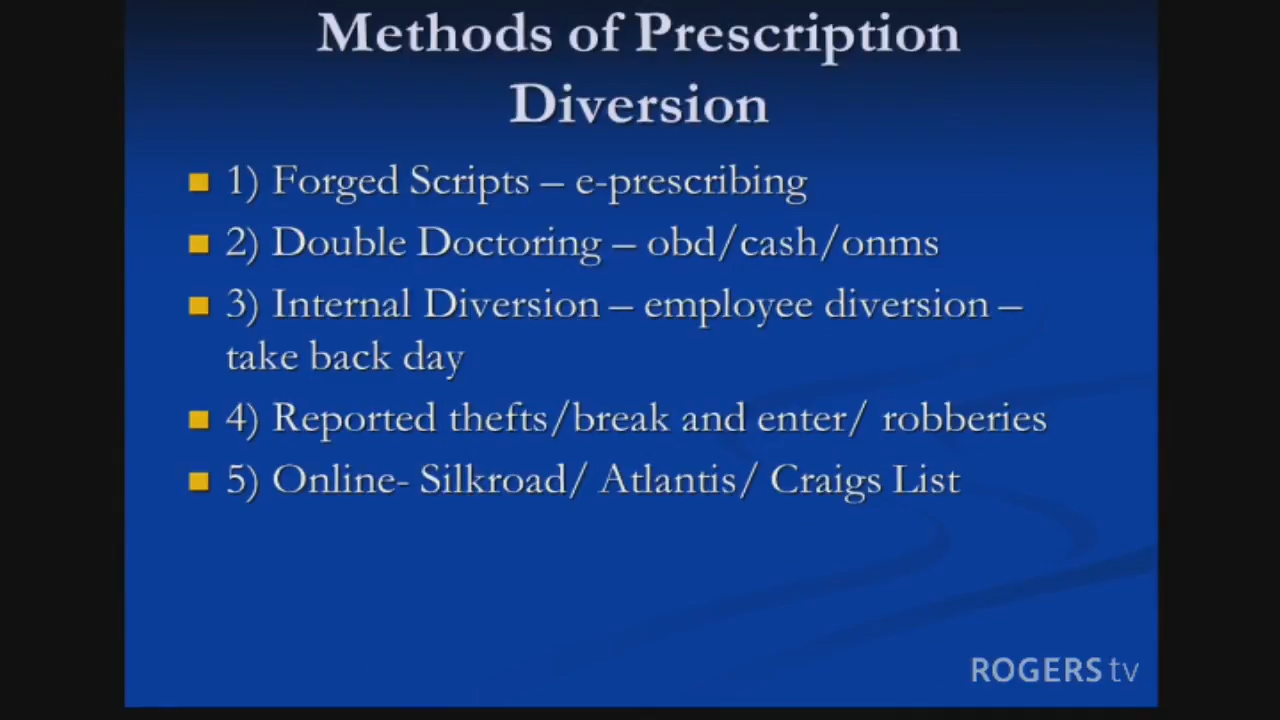 Methods of Prescription
Diversion
1) Forged Scripts – e-prescribing
2) Double Doctoring – obd/cash/onms
3) Internal Diversion – employee diversion –
take back day
4) Reported thefts/break and enter/ robberies
5) Online- Silkroad/ Atlantis/ Craigs List
ROGERS tv